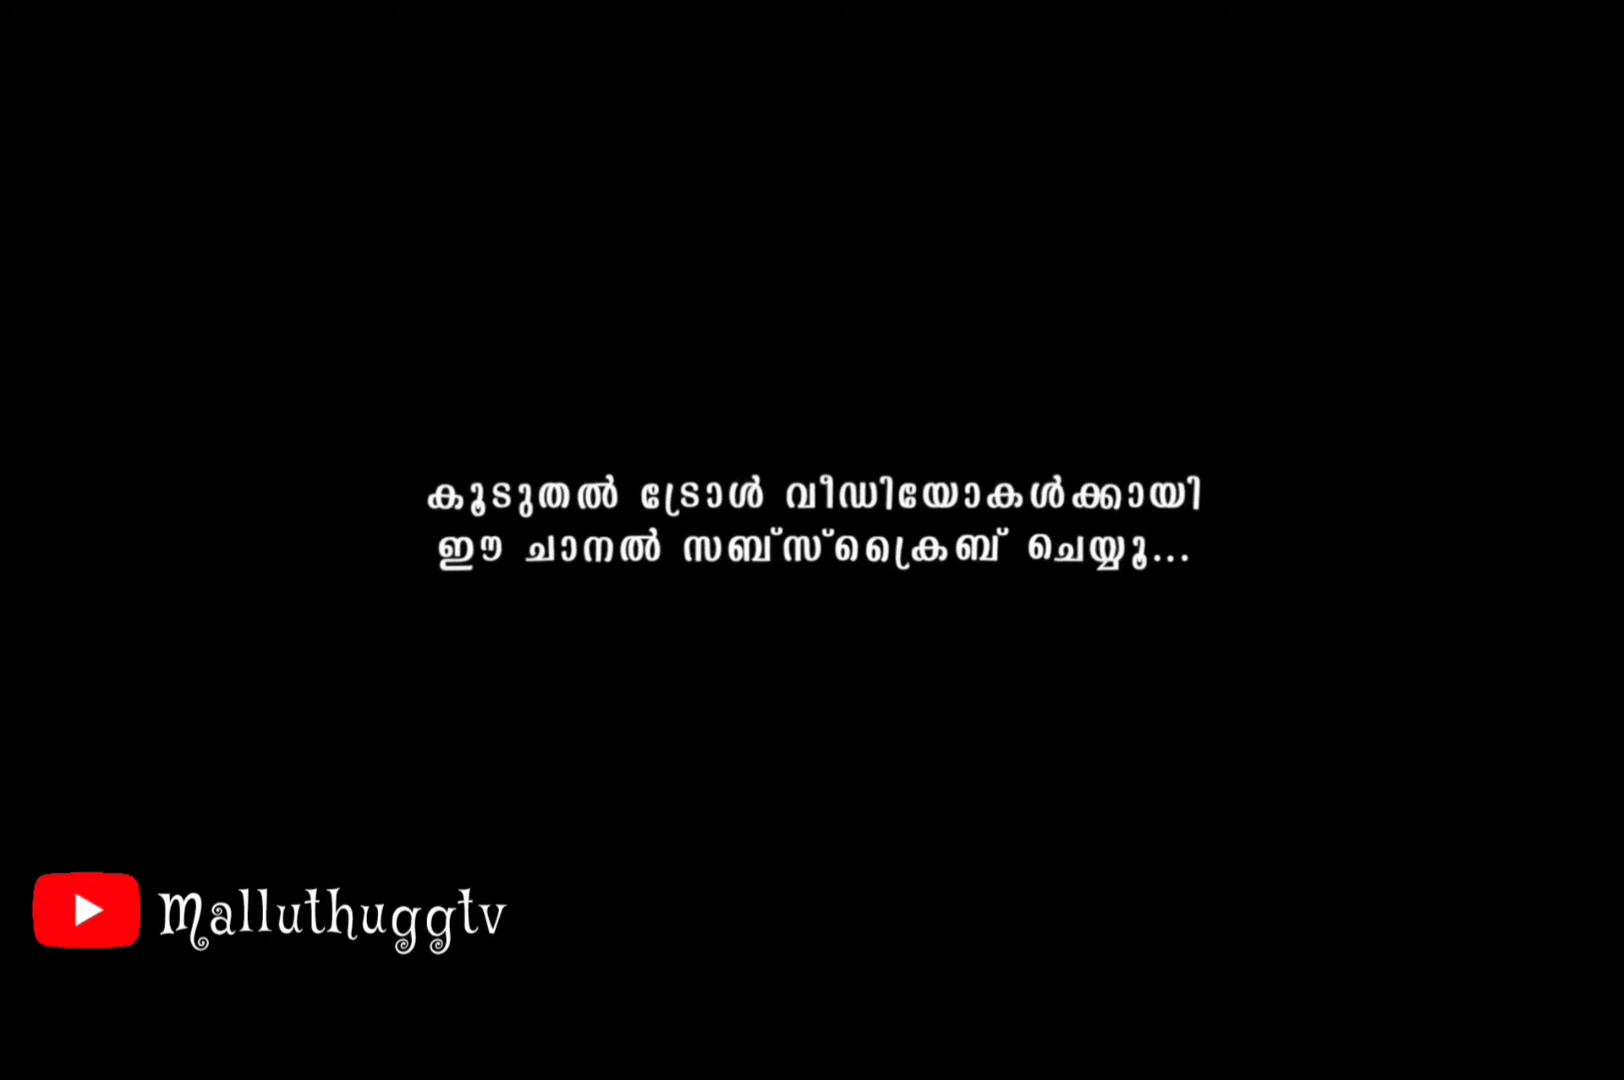 കൂടുതൽ ട്രോൾ വീഡിയോകൾക്കായി
ഈ ചാനൽ സബ്സ്ക്രൈബ് ചെയ്യൂ...
Malluthuggtv